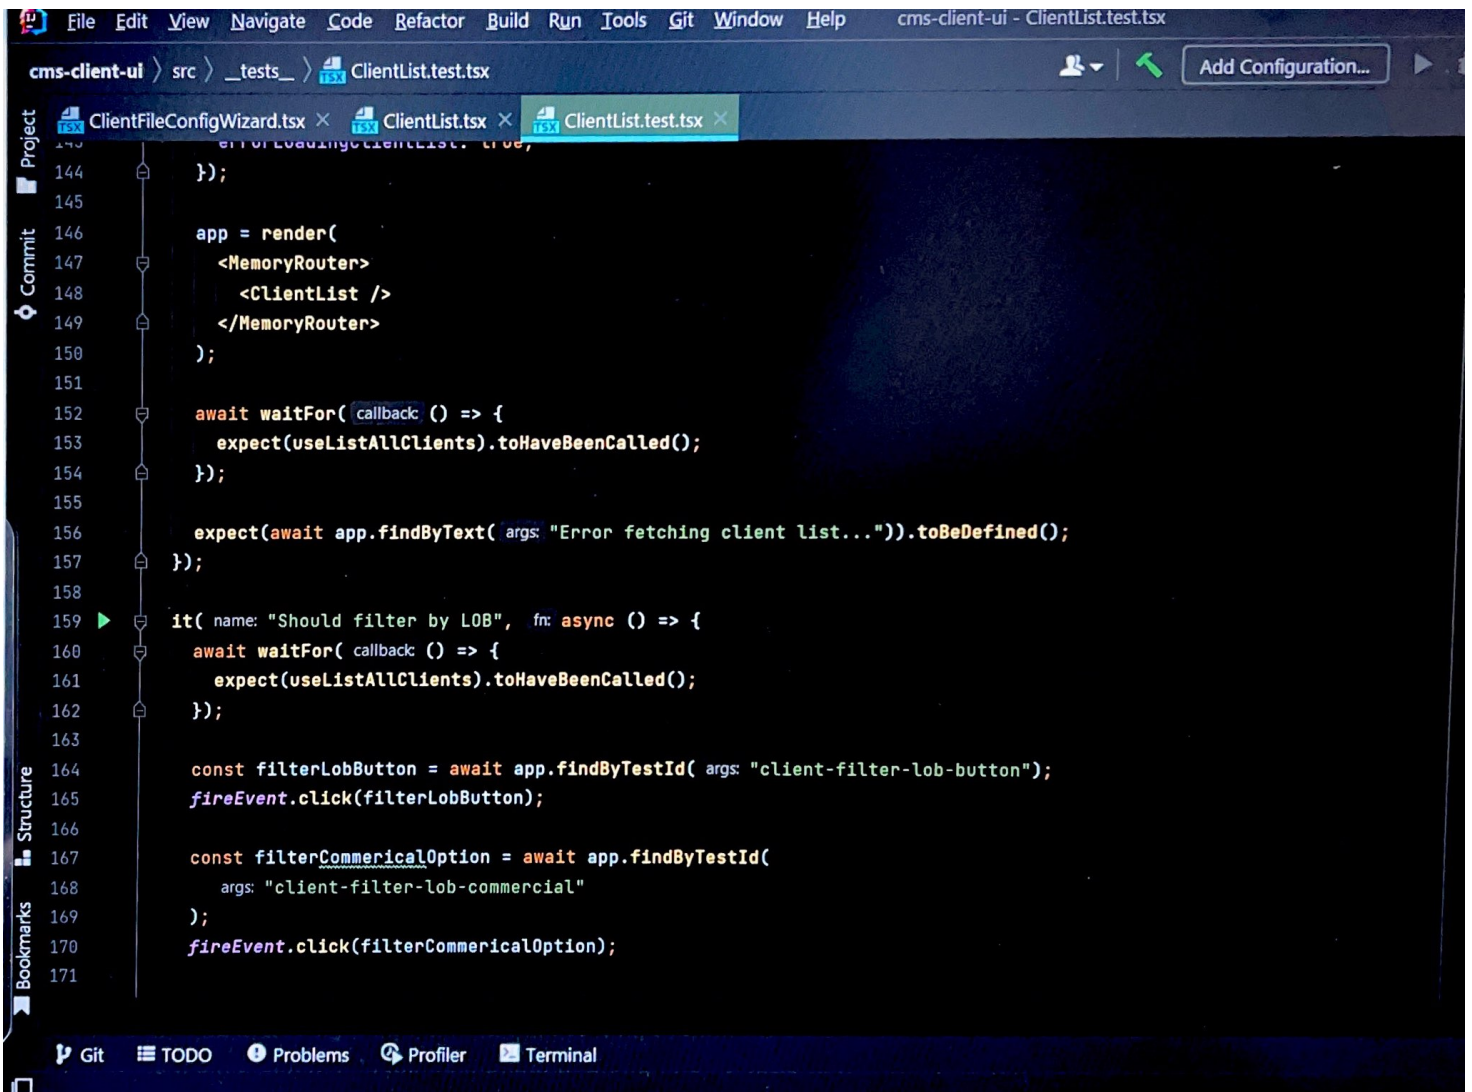 File Edit View Navigate Code Refactor Build Run Tools Git Window Help cms-client-ui - ClientList.test.tsx
cms-client-ui src __tests__ ClientList.test.tsx Add Configuration...
ClientFileConfigWizard.tsx ClientList.tsx ClientList.test.tsx
Project
Commit
Structure
Bookmarks
143 errorLoadingClientList: true,
144 });
145
146 app = render(
147 <MemoryRouter>
148 <ClientList />
149 </MemoryRouter>
150 );
151
152 await waitFor( callback: () => {
153 expect(useListAllClients).toHaveBeenCalled();
154 });
155
156 expect(await app.findByText( args: "Error fetching client list...")).toBeDefined();
157 });
158
159 it( name: "Should filter by LOB", fn: async () => {
160 await waitFor( callback: () => {
161 expect(useListAllClients).toHaveBeenCalled();
162 });
163
164 const filterLobButton = await app.findByTestId( args: "client-filter-lob-button");
165 fireEvent.click(filterLobButton);
166
167 const filterCommericalOption = await app.findByTestId(
168 args: "client-filter-lob-commercial"
169 );
170 fireEvent.click(filterCommericalOption);
171
Git TODO Problems Profiler Terminal